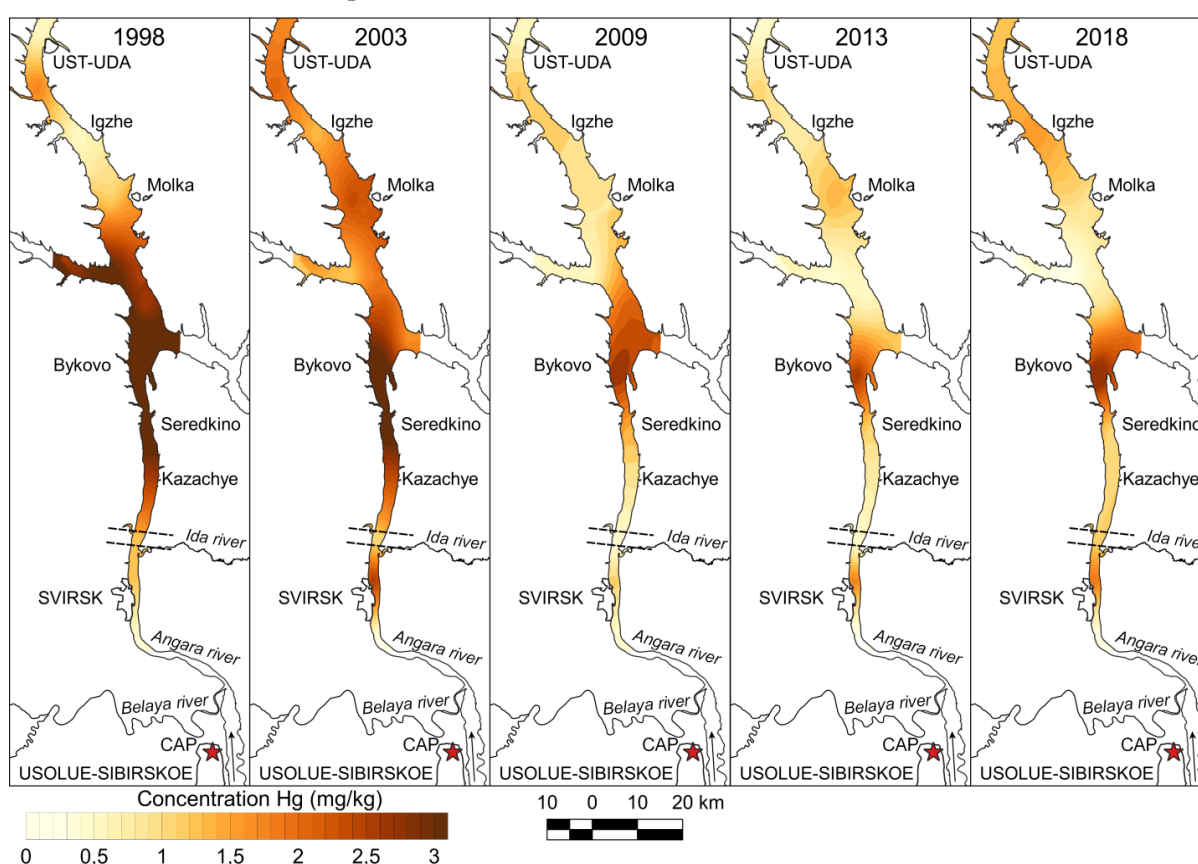 1998
UST-UDA
Igzhe
Molka
Bykovo
Seredkino
Kazachye
Ida river
SVIRSK
Angara river
Belaya river
CAP
USOLUE-SIBIRSKOE
2003
UST-UDA
Igzhe
Molka
Bykovo
Seredkino
Kazachye
Ida river
SVIRSK
Angara river
Belaya river
CAP
USOLUE-SIBIRSKOE
2009
UST-UDA
Igzhe
Molka
Bykovo
Seredkino
Kazachye
Ida river
SVIRSK
Angara river
Belaya river
CAP
USOLUE-SIBIRSKOE
2013
UST-UDA
Igzhe
Molka
Bykovo
Seredkino
Kazachye
Ida river
SVIRSK
Angara river
Belaya river
CAP
USOLUE-SIBIRSKOE
2018
UST-UDA
Igzhe
Molka
Bykovo
Seredkino
Kazachye
Ida river
SVIRSK
Angara river
Belaya river
CAP
USOLUE-SIBIRSKOE
Concentration Hg (mg/kg)
0 0.5 1 1.5 2 2.5 3
10 0 10 20 km